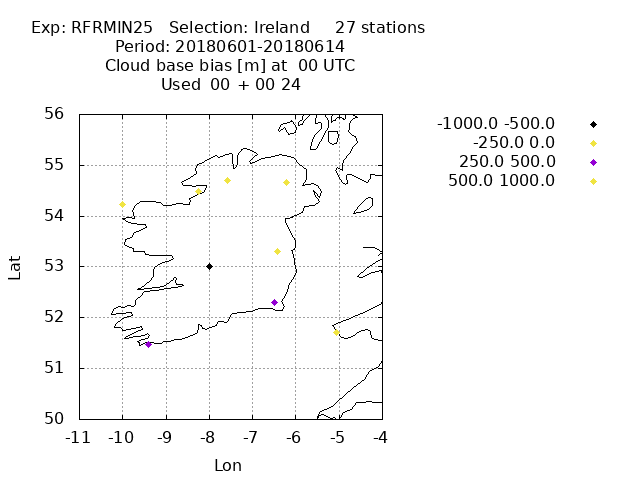 Exp: RFRMIN25   Selection: Ireland     27 stations
Period: 20180601-20180614
Cloud base bias [m] at  00 UTC
Used  00 + 00 24
-1000.0 -500.0
-250.0 0.0
250.0 500.0
500.0 1000.0
56
55
54
53
52
51
50
Lat
-11 -10 -9 -8 -7 -6 -5 -4
Lon